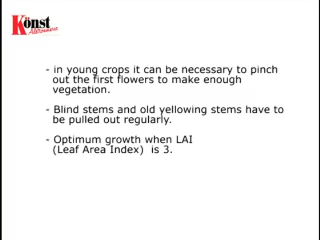 Könst
Alstroemeria
- in young crops it can be necessary to pinch
out the first flowers to make enough
vegetation.
- Blind stems and old yellowing stems have to
be pulled out regularly.
- Optimum growth when LAI
(Leaf Area Index) is 3.